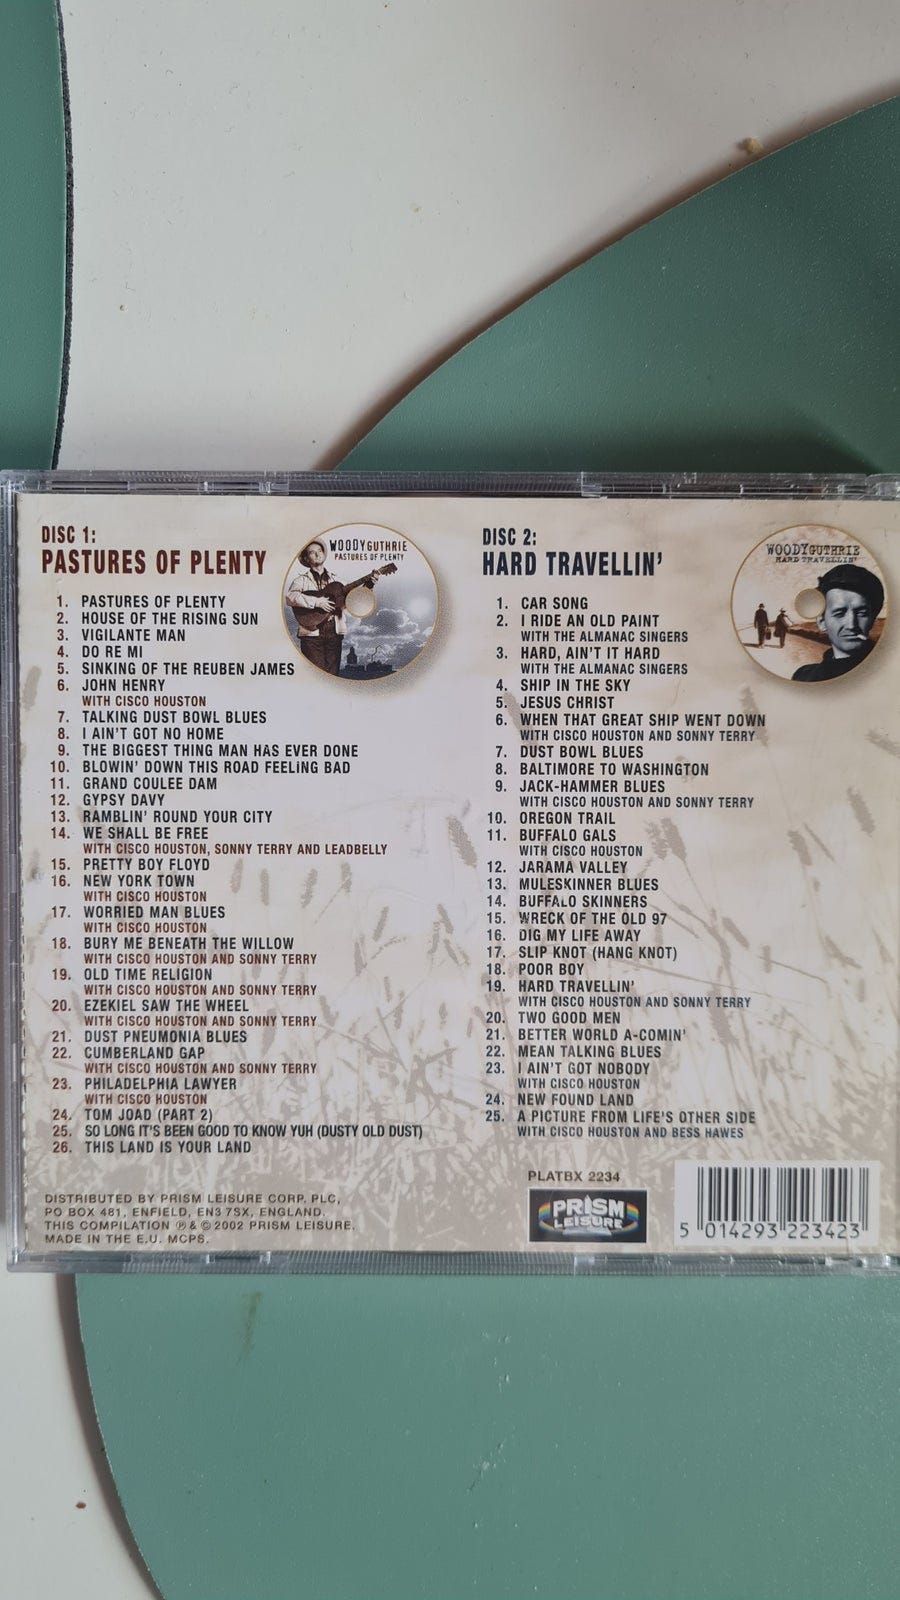 DISC 1:
PASTURES OF PLENTY
WOODY GUTHRIE
PASTURES OF PLENTY
1. PASTURES OF PLENTY
2. HOUSE OF THE RISING SUN
3. VIGILANTE MAN
4. DO RE MI
5. SINKING OF THE REUBEN JAMES
6. JOHN HENRY
WITH CISCO HOUSTON
7. TALKING DUST BOWL BLUES
8. I AIN'T GOT NO HOME
9. THE BIGGEST THING MAN HAS EVER DONE
10. BLOWIN' DOWN THIS ROAD FEELING BAD
11. GRAND COULEE DAM
12. GYPSY DAVY
13. RAMBLIN' ROUND YOUR CITY
14. WE SHALL BE FREE
WITH CISCO HOUSTON, SONNY TERRY AND LEADBELLY
15. PRETTY BOY FLOYD
16. NEW YORK TOWN
WITH CISCO HOUSTON
17. WORRIED MAN BLUES
WITH CISCO HOUSTON
18. BURY ME BENEATH THE WILLOW
WITH CISCO HOUSTON AND SONNY TERRY
19. OLD TIME RELIGION
WITH CISCO HOUSTON AND SONNY TERRY
20. EZEKIEL SAW THE WHEEL
WITH CISCO HOUSTON AND SONNY TERRY
21. DUST PNEUMONIA BLUES
22. CUMBERLAND GAP
WITH CISCO HOUSTON AND SONNY TERRY
23. PHILADELPHIA LAWYER
WITH CISCO HOUSTON
24. TOM JOAD (PART 2)
25. SO LONG IT'S BEEN GOOD TO KNOW YUH (DUSTY OLD DUST)
26. THIS LAND IS YOUR LAND
DISTRIBUTED BY PRISM LEISURE CORP. PLC,
PO BOX 481, ENFIELD, EN3 7SX, ENGLAND.
THIS COMPILATION ℗ & © 2002 PRISM LEISURE.
MADE IN THE E.U. MCPS.
DISC 2:
HARD TRAVELLIN'
WOODY GUTHRIE
HARD TRAVELLIN'
1. CAR SONG
2. I RIDE AN OLD PAINT
WITH THE ALMANAC SINGERS
3. HARD, AIN'T IT HARD
WITH THE ALMANAC SINGERS
4. SHIP IN THE SKY
5. JESUS CHRIST
6. WHEN THAT GREAT SHIP WENT DOWN
WITH CISCO HOUSTON AND SONNY TERRY
7. DUST BOWL BLUES
8. BALTIMORE TO WASHINGTON
9. JACK-HAMMER BLUES
WITH CISCO HOUSTON AND SONNY TERRY
10. OREGON TRAIL
11. BUFFALO GALS
WITH CISCO HOUSTON
12. JARAMA VALLEY
13. MULESKINNER BLUES
14. BUFFALO SKINNERS
15. WRECK OF THE OLD 97
16. DIG MY LIFE AWAY
17. SLIP KNOT (HANG KNOT)
18. POOR BOY
19. HARD TRAVELLIN'
WITH CISCO HOUSTON AND SONNY TERRY
20. TWO GOOD MEN
21. BETTER WORLD A-COMIN'
22. MEAN TALKING BLUES
23. I AIN'T GOT NOBODY
WITH CISCO HOUSTON
24. NEW FOUND LAND
25. A PICTURE FROM LIFE'S OTHER SIDE
WITH CISCO HOUSTON AND BESS HAWES
PLATBX 2234
PRISM
LEISURE
5 014293 223423